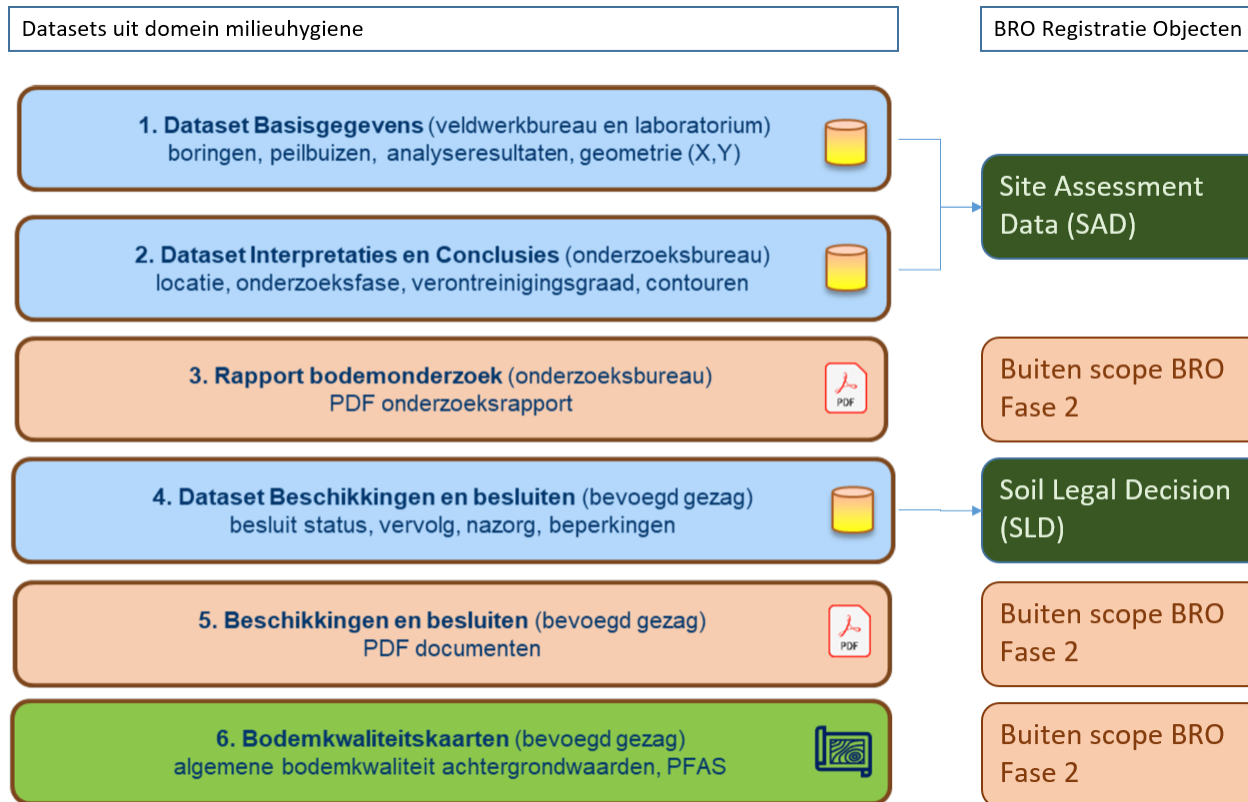 Datasets uit domein milieuhygiene
BRO Registratie Objecten
1. Dataset Basisgegevens (veldwerkbureau en laboratorium)
boringen, peilbuizen, analyseresultaten, geometrie (X,Y)
Site Assessment
Data (SAD)
2. Dataset Interpretaties en Conclusies (onderzoeksbureau)
locatie, onderzoeksfase, verontreinigingsgraad, contouren
3. Rapport bodemonderzoek (onderzoeksbureau)
PDF onderzoeksrapport
PDF
Buiten scope BRO
Fase 2
4. Dataset Beschikkingen en besluiten (bevoegd gezag)
besluit status, vervolg, nazorg, beperkingen
Soil Legal Decision
(SLD)
5. Beschikkingen en besluiten (bevoegd gezag)
PDF documenten
PDF
Buiten scope BRO
Fase 2
6. Bodemkwaliteitskaarten (bevoegd gezag)
algemene bodemkwaliteit achtergrondwaarden, PFAS
Buiten scope BRO
Fase 2